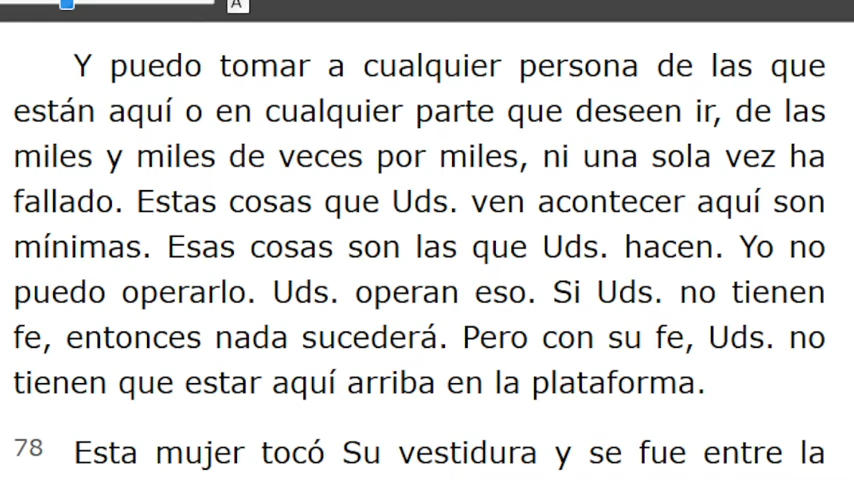 A
Y puedo tomar a cualquier persona de las que
están aquí o en cualquier parte que deseen ir, de las
miles y miles de veces por miles, ni una sola vez ha
fallado. Estas cosas que Uds. ven acontecer aquí son
mínimas. Esas cosas son las que Uds. hacen. Yo no
puedo operarlo. Uds. operan eso. Si Uds. no tienen
fe, entonces nada sucederá. Pero con su fe, Uds. no
tienen que estar aquí arriba en la plataforma.
78 Esta mujer tocó Su vestidura y se fue entre la